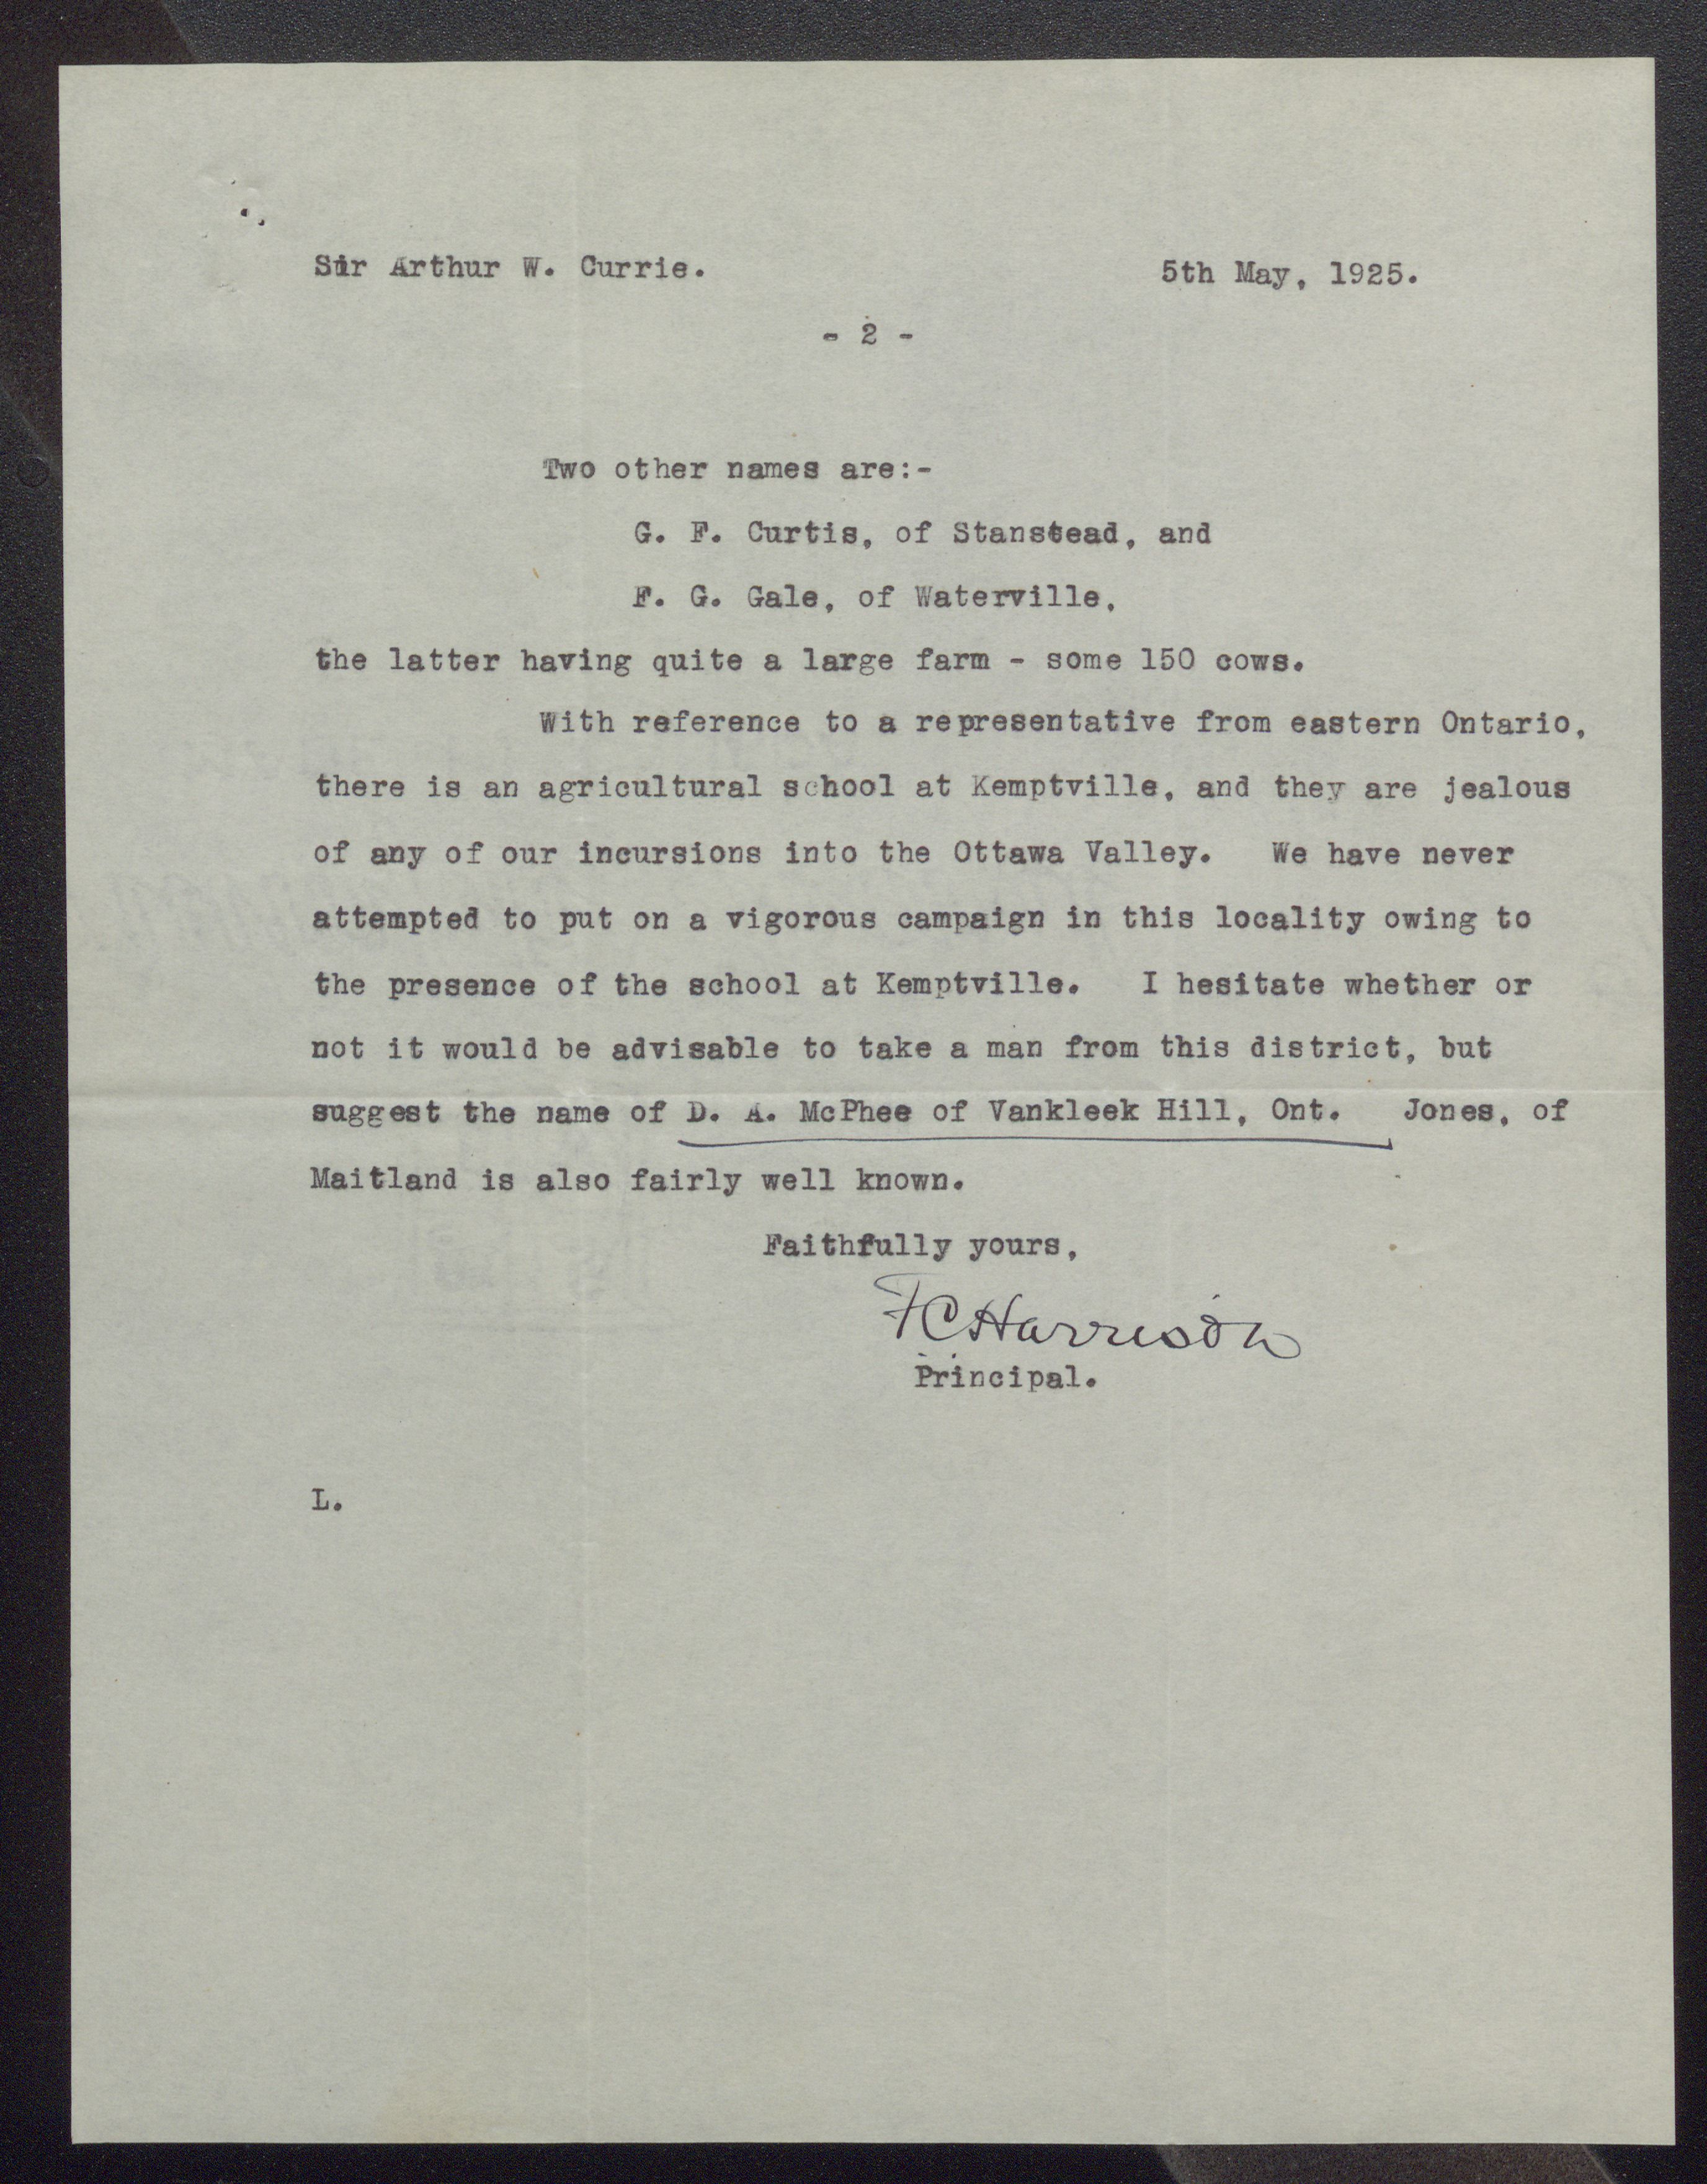 Sir Arthur W. Currie. 5th May, 1925.
- 2 -
Two other names are:-
G. F. Curtis, of Stanstead, and
F. G. Gale, of Waterville,
the latter having quite a large farm - some 150 cows.
With reference to a representative from eastern Ontario,
there is an agricultural school at Kemptville, and they are jealous
of any of our incursions into the Ottawa Valley. We have never
attempted to put on a vigorous campaign in this locality owing to
the presence of the school at Kemptville. I hesitate whether or
not it would be advisable to take a man from this district, but
suggest the name of D. A. McPhee of Vankleek Hill, Ont. Jones, of
Maitland is also fairly well known.
Faithfully yours,
FCHarrison
Principal.
L.